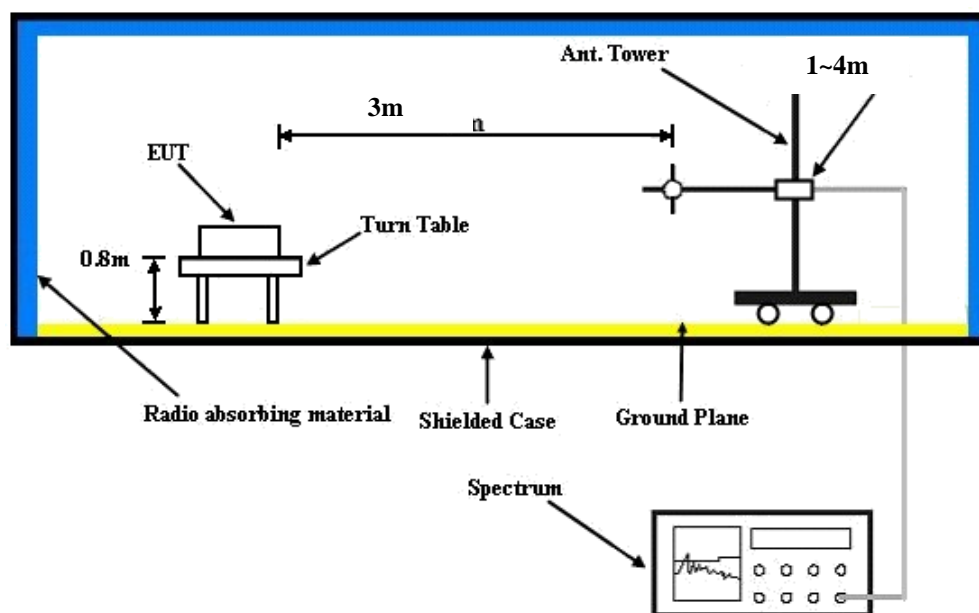 Ant. Tower
1~4m
3m
n
EUT
Turn Table
0.8m
Radio absorbing material
Shielded Case
Ground Plane
Spectrum